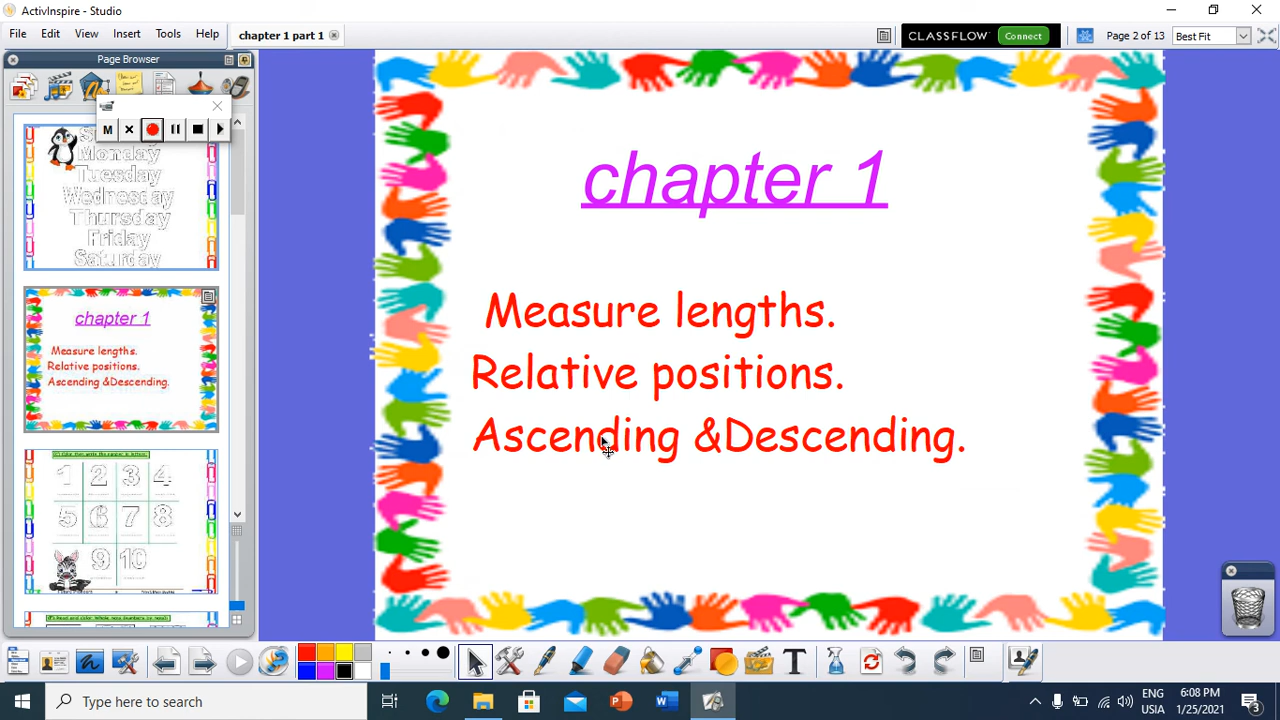 ActivInspire - Studio
File Edit View Insert Tools Help
chapter 1 part 1
CLASSFLOW Connect
Page 2 of 13
Best Fit
Page Browser
M
Monday
Tuesday
Wednesday
Thursday
Friday
Saturday
chapter 1
Measure lengths.
Relative positions.
Ascending &Descending.
1 2 3 4
5 6 7 8
9 10
chapter 1
Measure lengths.
Relative positions.
Ascending &Descending.
T
Type here to search
ENG
USIA
6:08 PM
1/25/2021
3